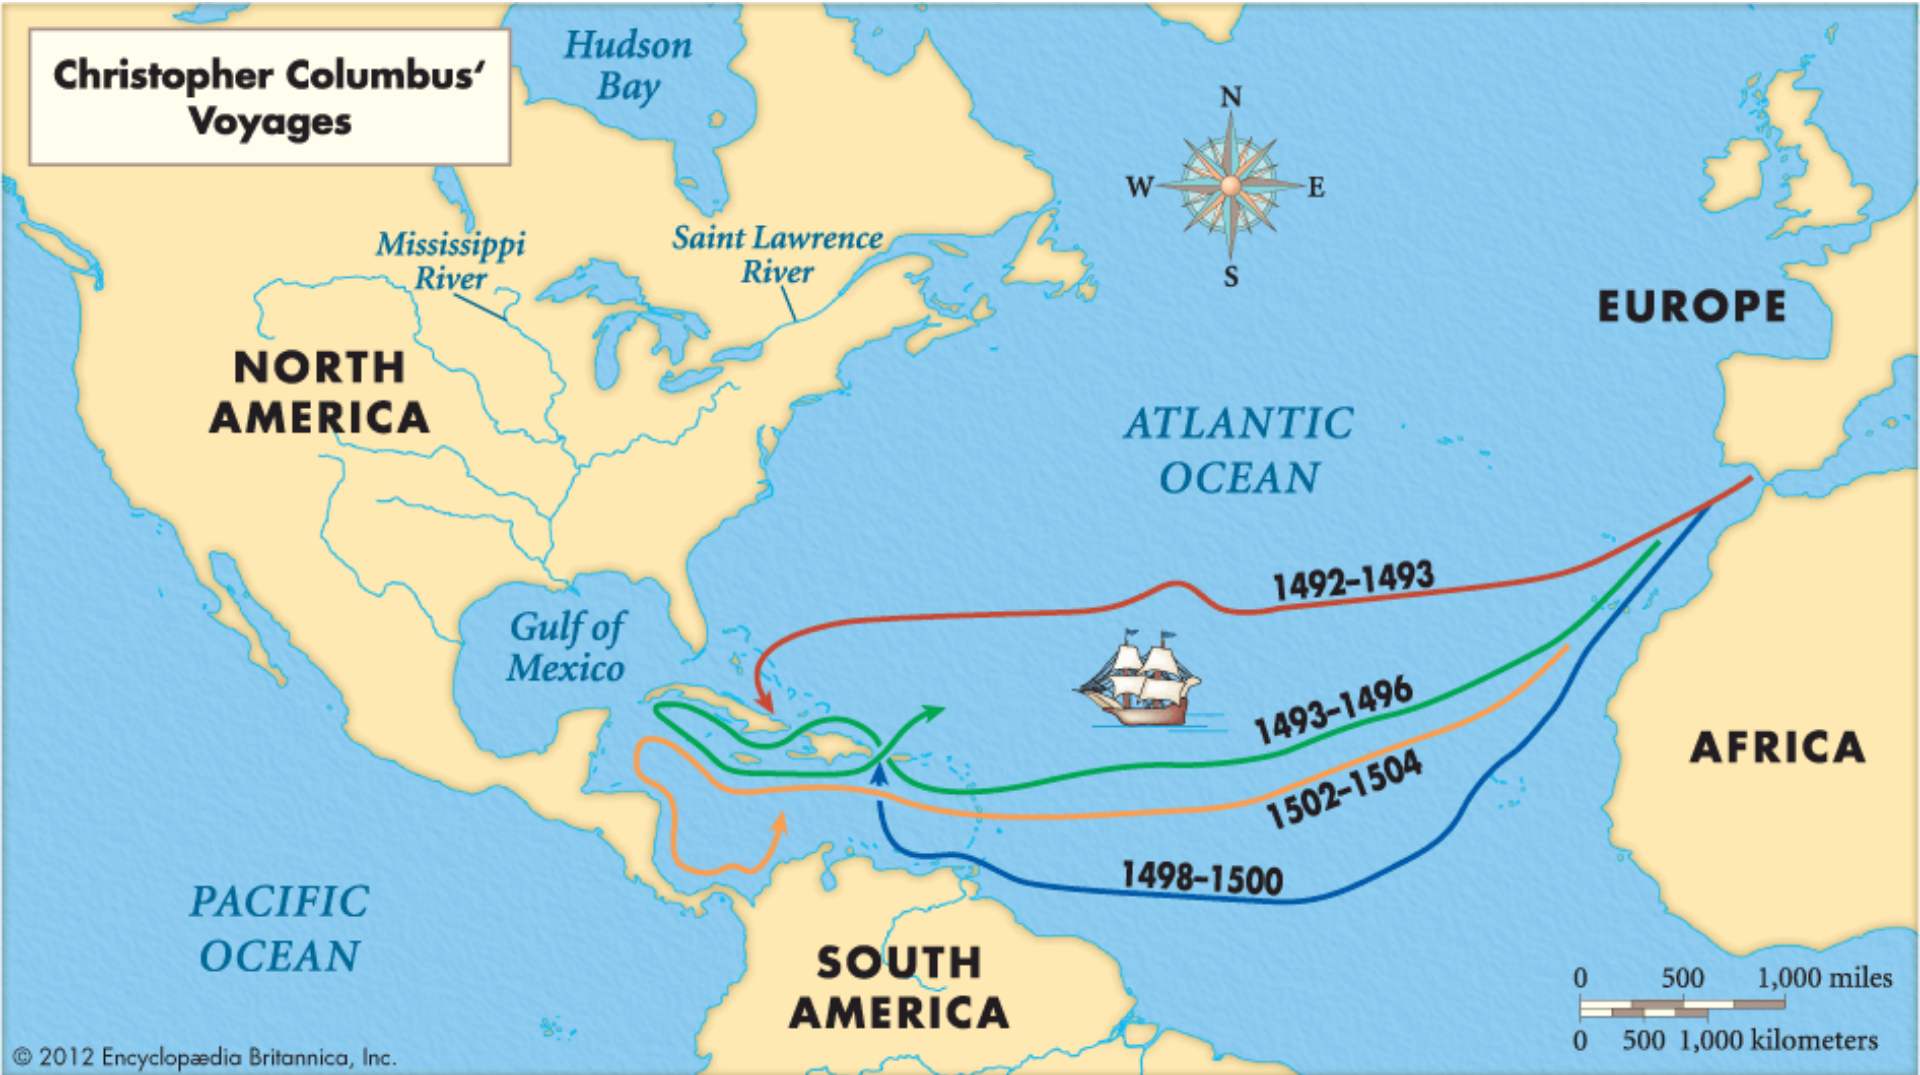 Christopher Columbus’
Voyages
Hudson
Bay
N
W
E
S
Mississippi
River
Saint Lawrence
River
EUROPE
NORTH
AMERICA
ATLANTIC
OCEAN
1492–1493
Gulf of
Mexico
1493–1496
AFRICA
1502–1504
1498–1500
PACIFIC
OCEAN
SOUTH
AMERICA
0 500 1,000 miles
0 500 1,000 kilometers
© 2012 Encyclopædia Britannica, Inc.